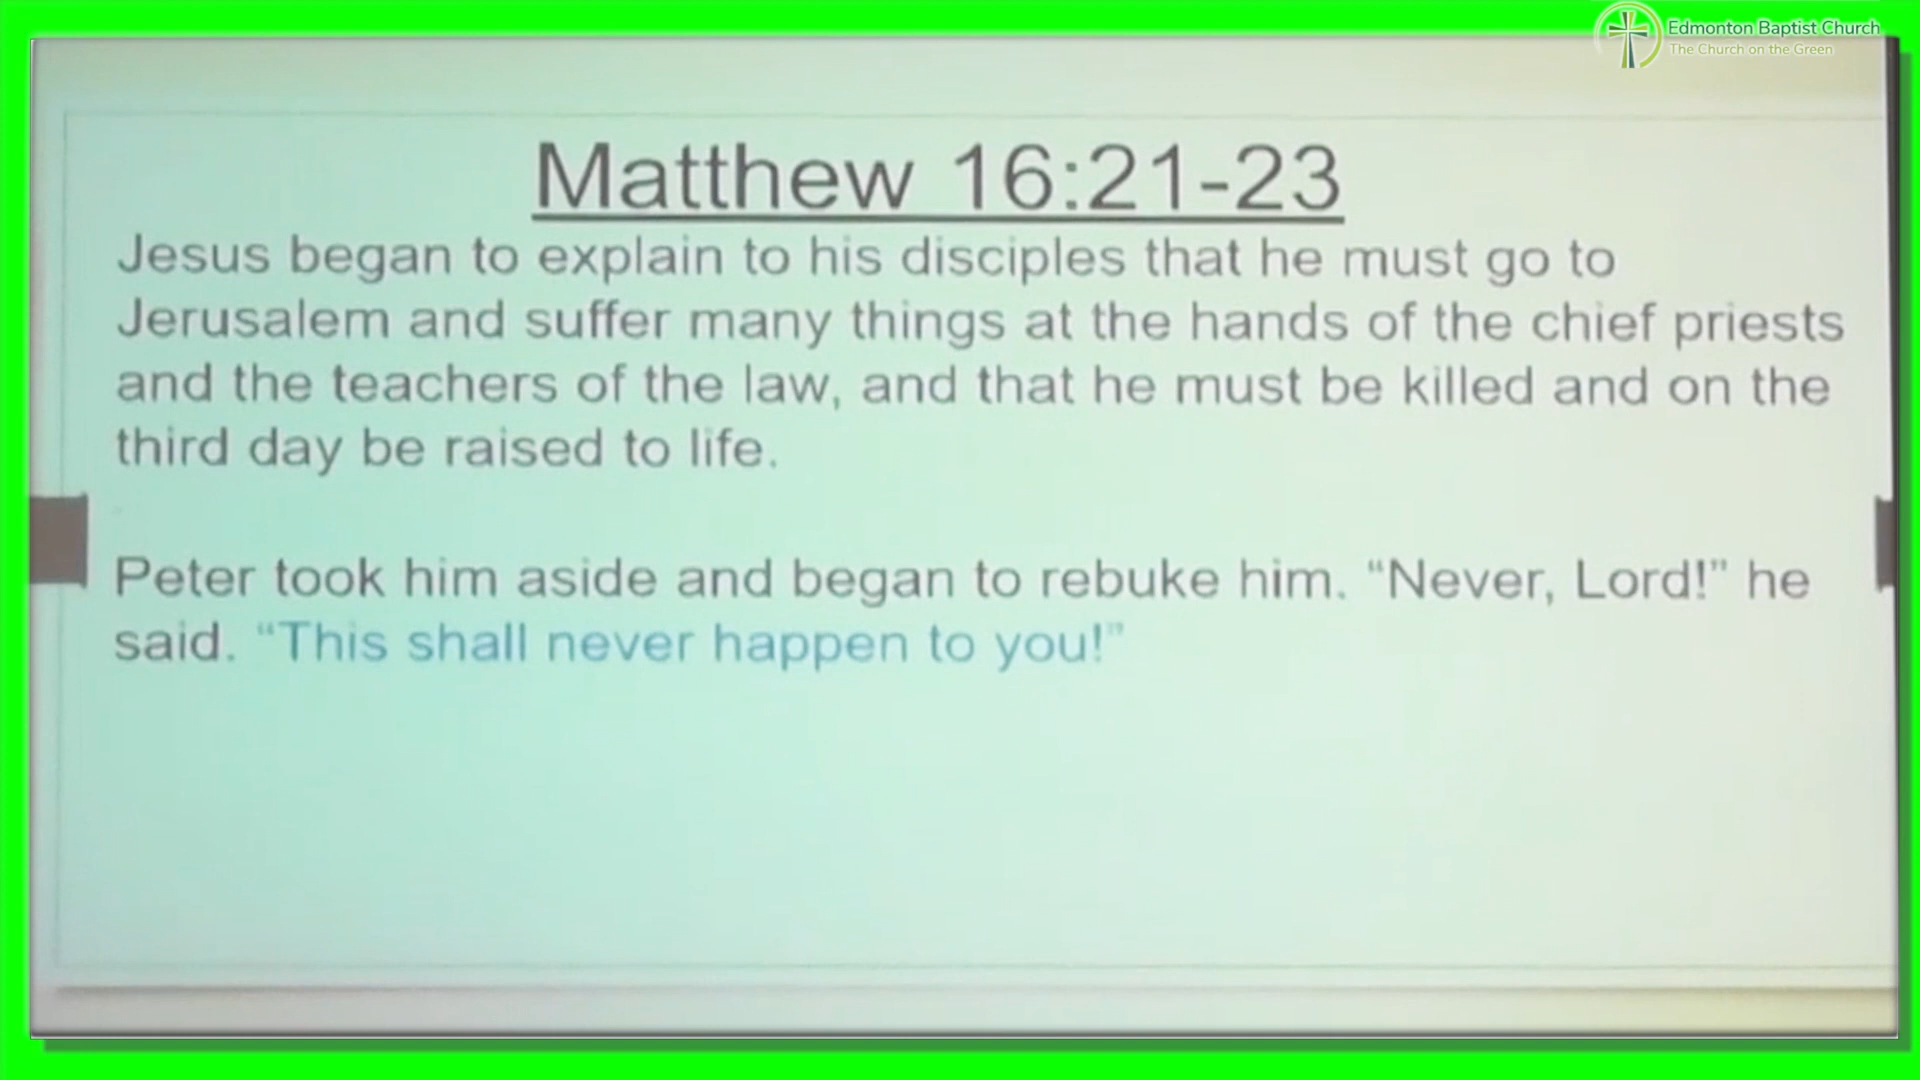 Edmonton Baptist Church
The Church on the Green
Matthew 16:21-23
Jesus began to explain to his disciples that he must go to
Jerusalem and suffer many things at the hands of the chief priests
and the teachers of the law, and that he must be killed and on the
third day be raised to life.
Peter took him aside and began to rebuke him. “Never, Lord!” he
said. “This shall never happen to you!”